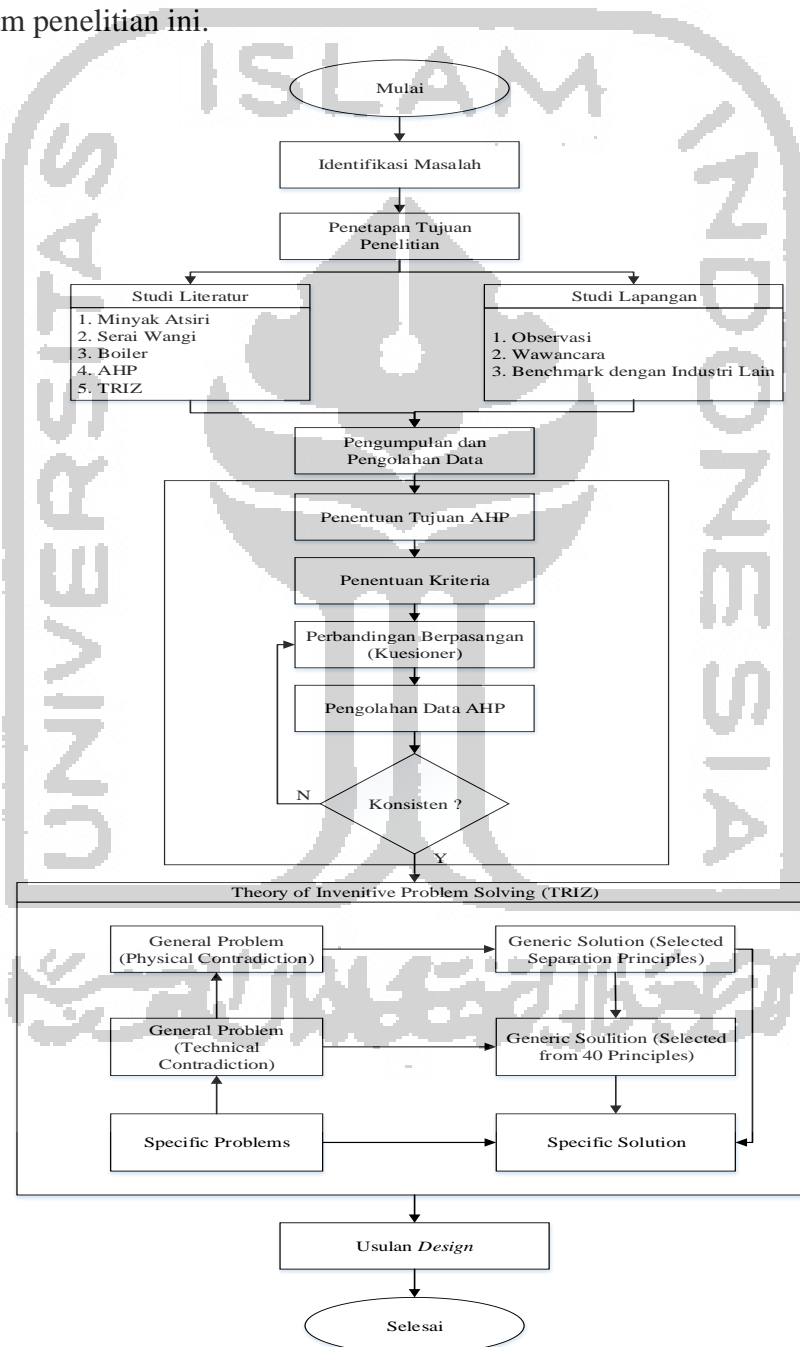 m penelitian ini.
ISLAM
UNIVERSITAS
INDONESIA
Mulai
Identifikasi Masalah
Penetapan Tujuan
Penelitian
Studi Literatur
1. Minyak Atsiri
2. Serai Wangi
3. Boiler
4. AHP
5. TRIZ
Studi Lapangan
1. Observasi
2. Wawancara
3. Benchmark dengan Industri Lain
Pengumpulan dan
Pengolahan Data
Penentuan Tujuan AHP
Penentuan Kriteria
Perbandingan Berpasangan
(Kuesioner)
Pengolahan Data AHP
Konsisten ?
N
Y
Theory of Invenitive Problem Solving (TRIZ)
General Problem
(Physical Contradiction)
Generic Solution (Selected
Separation Principles)
General Problem
(Technical
Contradiction)
Generic Soulition (Selected
from 40 Principles)
Specific Problems
Specific Solution
Usulan Design
Selesai